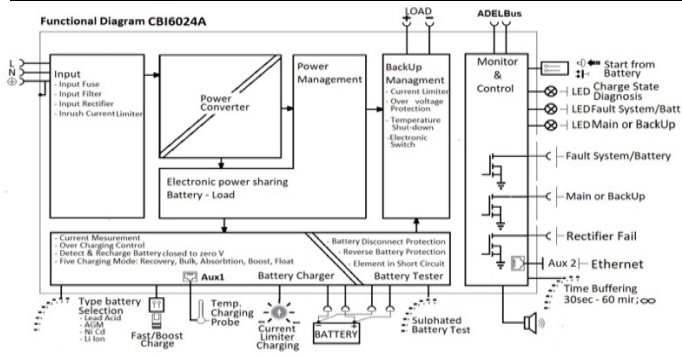 Functional Diagram CBI6024A
LOAD
+ −
ADELBus
L
N
Input
- Input Fuse
- Input Filter
- Input Rectifier
- Inrush Current Limiter
Power
Converter
Power
Management
Electronic power sharing
Battery - Load
BackUp
Managment
- Current Limiter
- Over voltage
Protection
- Temperature
Shut-down
-Electronic
Switch
Monitor
&
Control
Start from
Battery
LED Charge State
Diagnosis
LED Fault System/Batt
LED Main or BackUp
Fault System/Battery
Main or BackUp
Rectifier Fail
Aux 2 Ethernet
Time Buffering
30sec - 60 mir; ∞
- Current Mesurement
- Over Charging Control
- Detect & Recharge Battery closed to zero V
- Five Charging Mode: Recovery, Bulk, Absorbtion, Boost, Float
Aux1
Battery Charger
- Battery Disconnect Protection
- Reverse Battery Protection
- Element in Short Circuit
Battery Tester
Type battery
Selection
- Lead Acid
- AGM
- Ni Cd
- Li Ion
Fast/Boost
Charge
Temp.
Charging
Probe
Current
Limiter
Charging
BATTERY
Sulphated
Battery Test